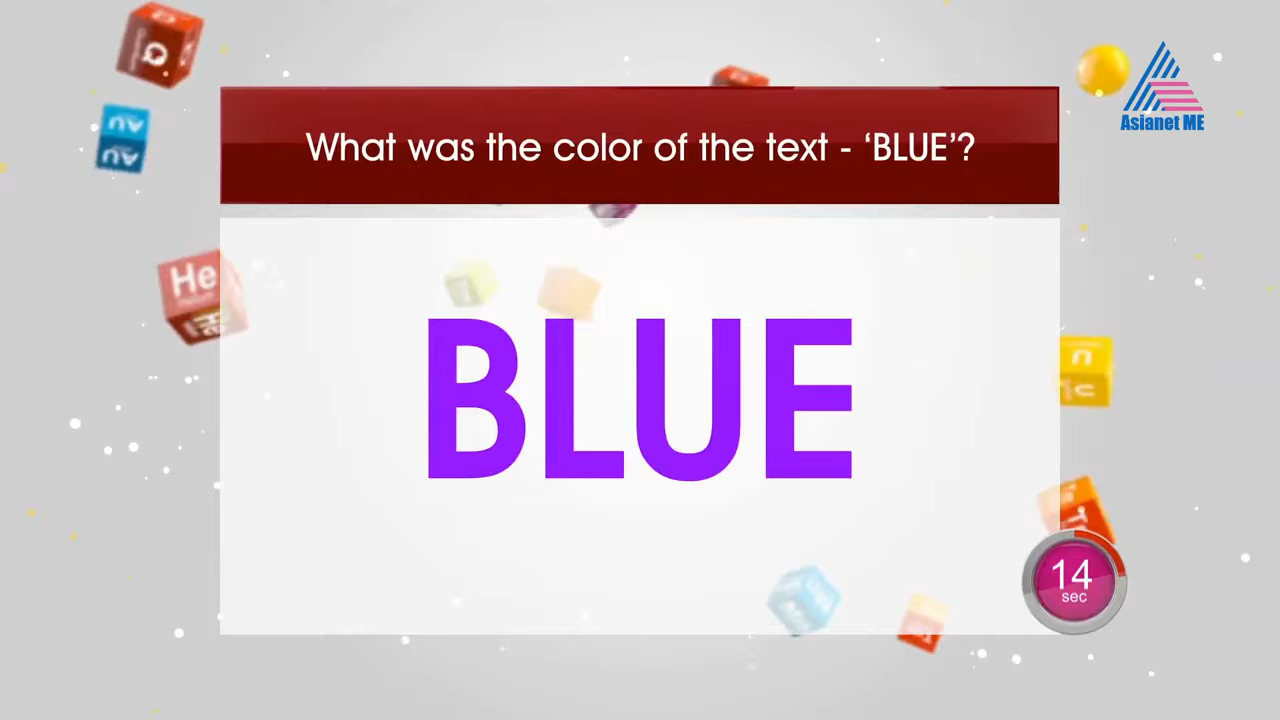 Asianet ME
What was the color of the text - ‘BLUE’?
He
BLUE
14
sec